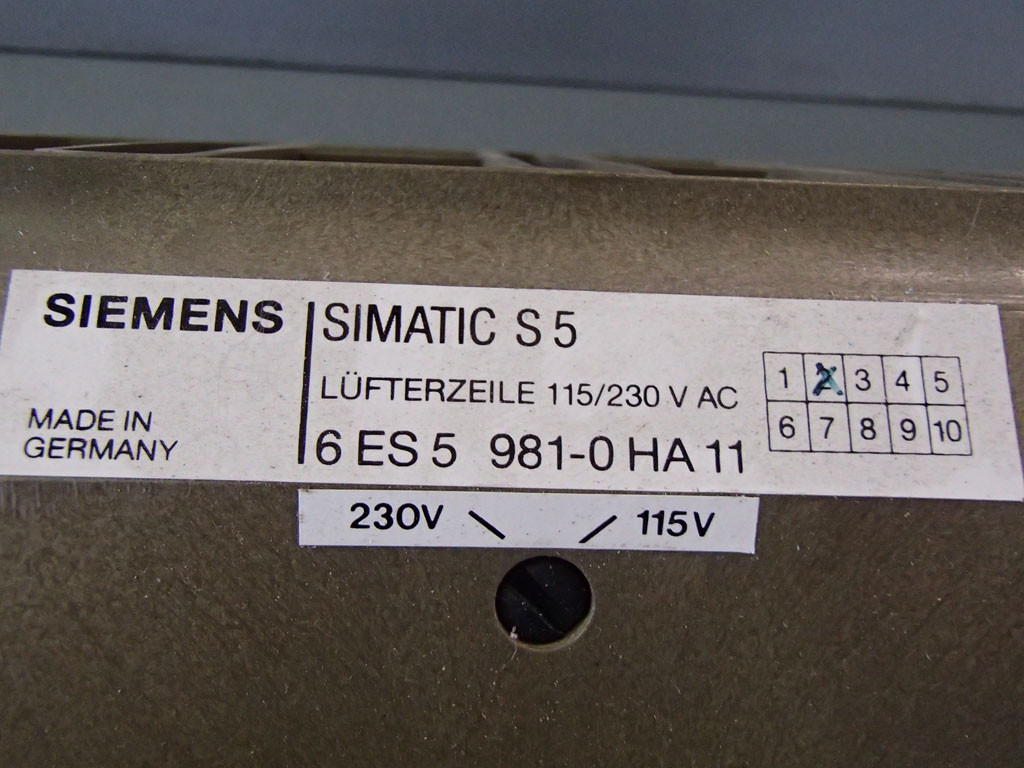 SIEMENS
MADE IN
GERMANY
SIMATIC S5
LÜFTERZEILE 115/230 V AC
6 ES 5 981-0 HA 11
1 2 3 4 5
6 7 8 9 10
230V 115V